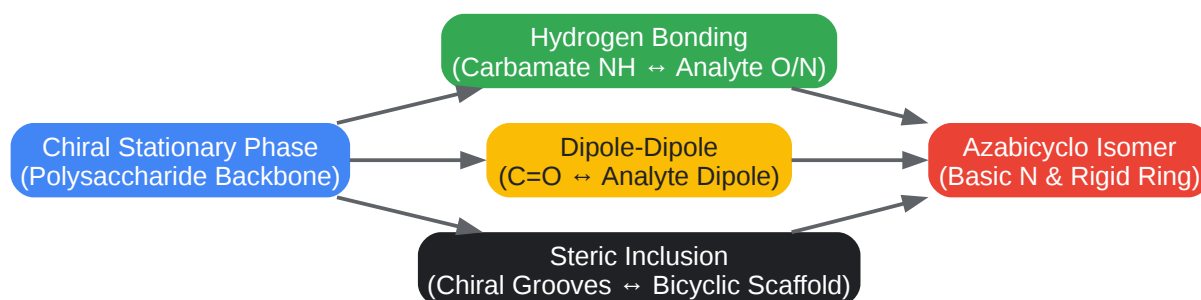 Hydrogen Bonding
(Carbamate NH ↔ Analyte O/N)
Chiral Stationary Phase
(Polysaccharide Backbone)
Dipole-Dipole
(C=O ↔ Analyte Dipole)
Azabicyclo Isomer
(Basic N & Rigid Ring)
Steric Inclusion
(Chiral Grooves ↔ Bicyclic Scaffold)